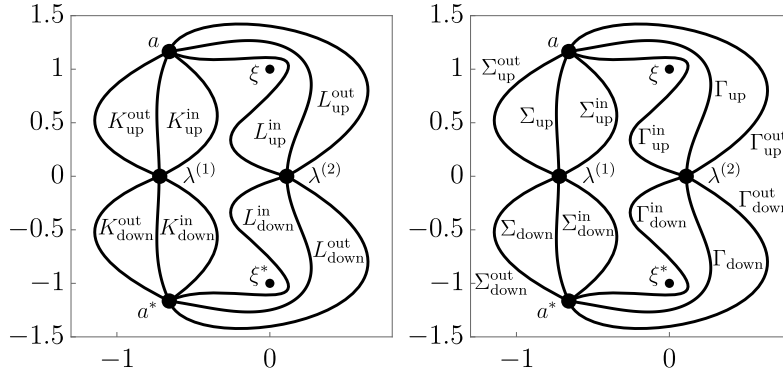 1.5
1
0.5
0
−0.5
−1
−1.5
−1
0
a
ξ
K_up^out
K_up^in
L_up^in
L_up^out
λ^(1)
λ^(2)
K_down^out
K_down^in
L_down^in
L_down^out
ξ*
a*
1.5
1
0.5
0
−0.5
−1
−1.5
−1
0
a
ξ
Σ_up^out
Σ_up
Σ_up^in
Γ_up^in
Γ_up
Γ_up^out
λ^(1)
λ^(2)
Γ_down^out
Σ_down
Σ_down^in
Γ_down^in
Γ_down
Σ_down^out
ξ*
a*